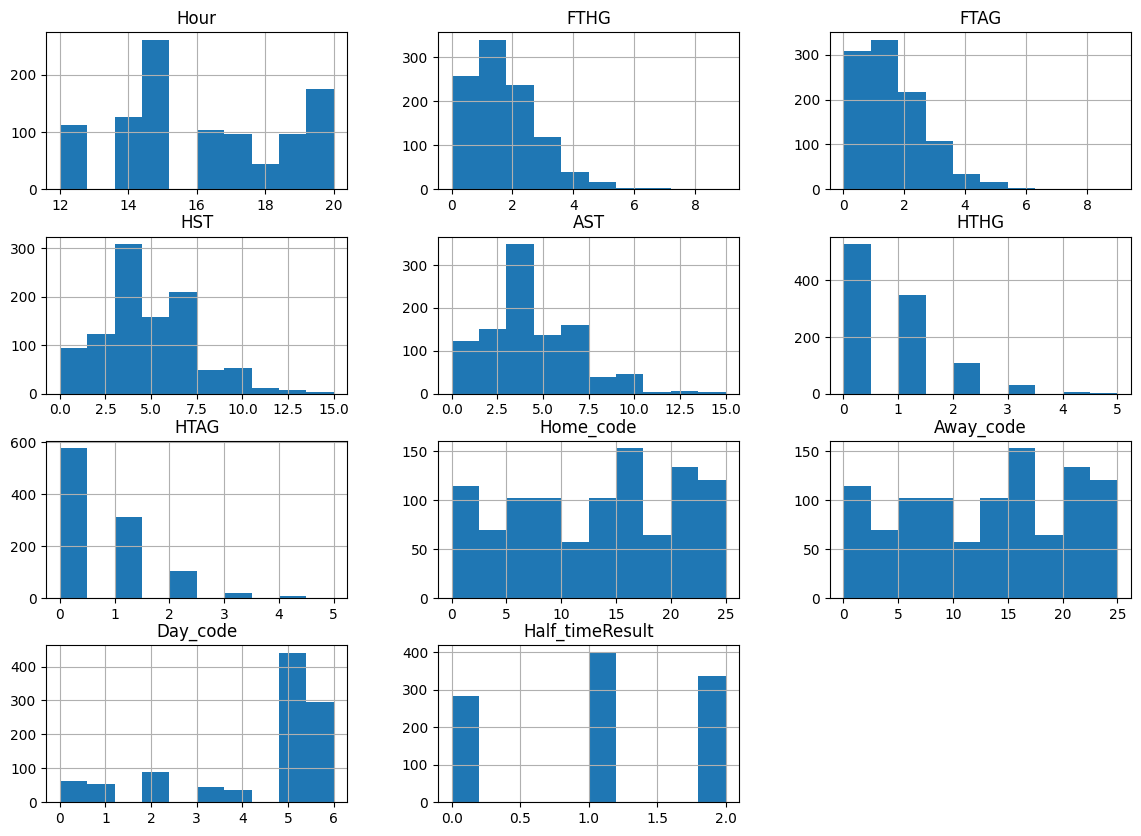 Hour FTHG FTAG
200 300 300
100 200 200
0 100 100
0 0
12 14 16 18 20 0 2 4 6 8 0 2 4 6 8
HST AST HTHG
300 300 400
200 200 200
100 100 0
0 0
0.0 2.5 5.0 7.5 10.0 12.5 15.0 0.0 2.5 5.0 7.5 10.0 12.5 15.0 0 1 2 3 4 5
HTAG Home_code Away_code
600 150 150
400 100 100
200 50 50
0 0 0
0 1 2 3 4 5 0 5 10 15 20 25 0 5 10 15 20 25
Day_code Half_timeResult
400 400
300 300
200 200
100 100
0 0
0 1 2 3 4 5 6 0.0 0.5 1.0 1.5 2.0